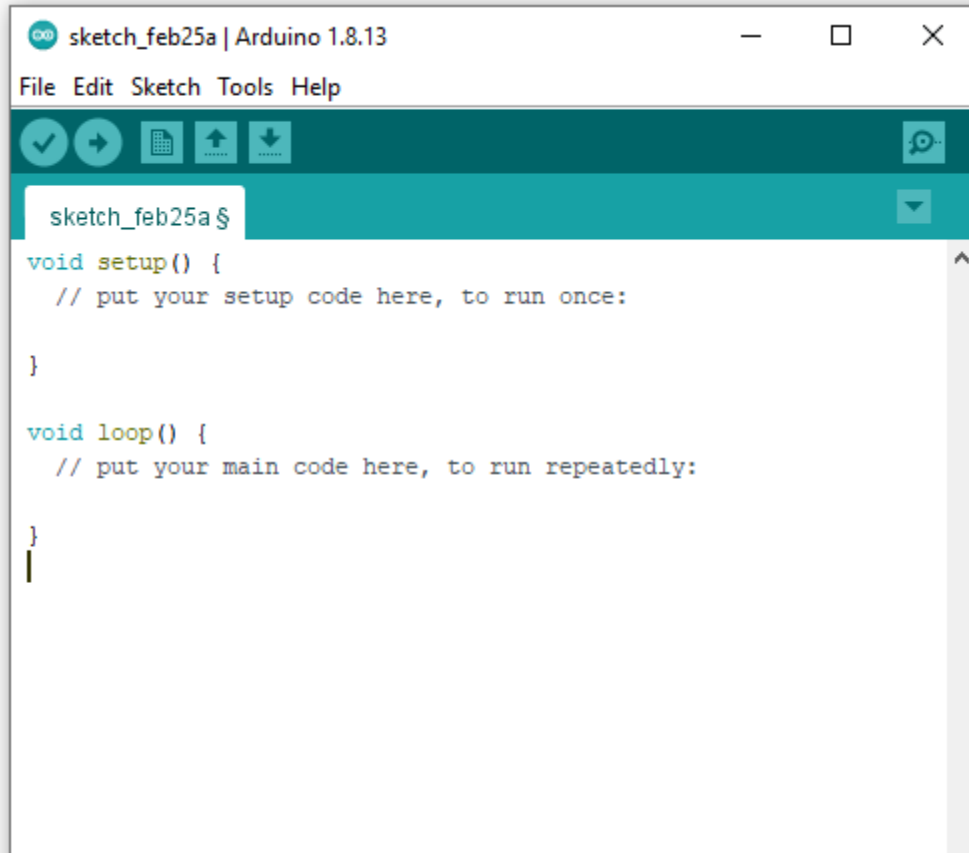 sketch_feb25a | Arduino 1.8.13
File Edit Sketch Tools Help
sketch_feb25a §
void setup() {
  // put your setup code here, to run once:

}

void loop() {
  // put your main code here, to run repeatedly:

}